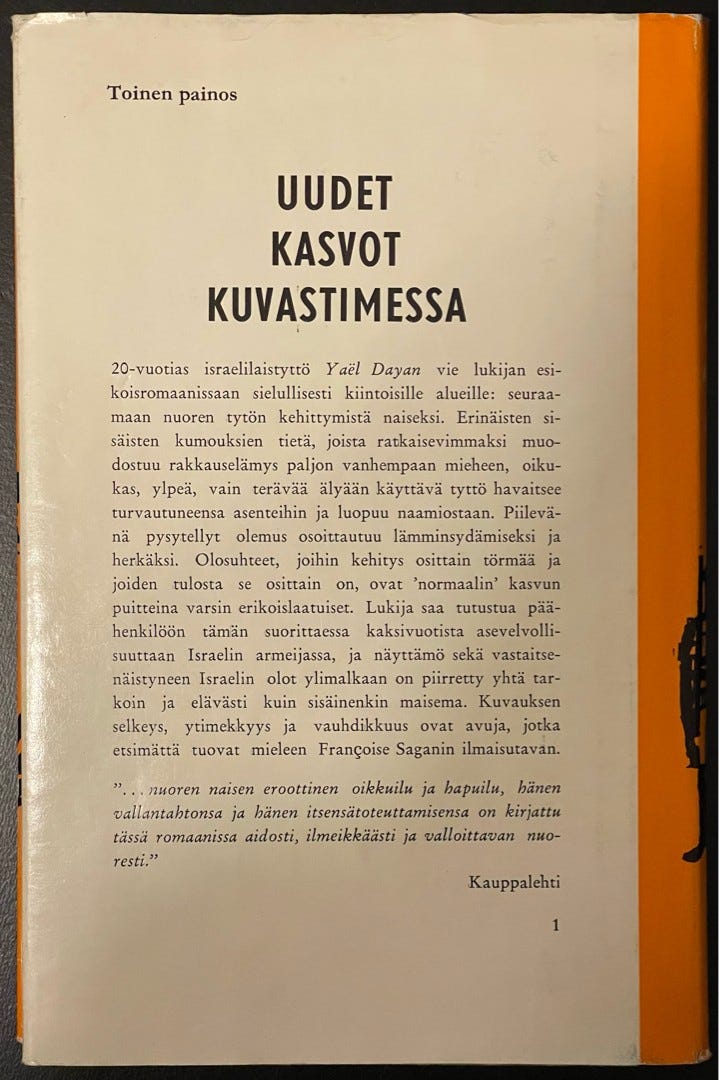 Toinen painos
UUDET
KASVOT
KUVASTIMESSA
20-vuotias israelilaistyttö Yaël Dayan vie lukijan esi-
koisromaanissaan sielullisesti kiintoisille alueille: seuraa-
maan nuoren tytön kehittymistä naiseksi. Erinäisten si-
säisten kumouksien tietä, joista ratkaisevimmaksi muo-
dostuu rakkauselämys paljon vanhempaan mieheen, oiku-
kas, ylpeä, vain terävää älyään käyttävä tyttö havaitsee
turvautuneensa asenteihin ja luopuu naamiostaan. Piilevä-
nä pysytellyt olemus osoittautuu lämminsydämiseksi ja
herkäksi. Olosuhteet, joihin kehitys osittain törmää ja
joiden tulosta se osittain on, ovat 'normaalin' kasvun
puitteina varsin erikoislaatuiset. Lukija saa tutustua pää-
henkilöön tämän suorittaessa kaksivuotista asevelvolli-
suuttaan Israelin armeijassa, ja näyttämö sekä vastaitse-
näistyneen Israelin olot ylimalkaan on piirretty yhtä tar-
koin ja elävästi kuin sisäinenkin maisema. Kuvauksen
selkeys, ytimekkyys ja vauhdikkuus ovat avuja, jotka
etsimättä tuovat mieleen Françoise Saganin ilmaisutavan.
”... nuoren naisen eroottinen oikkuilu ja hapuilu, hänen
vallantahtonsa ja hänen itsensätoteuttamisensa on kirjattu
tässä romaanissa aidosti, ilmeikkäästi ja valloittavan nuo-
resti.”
Kauppalehti
1